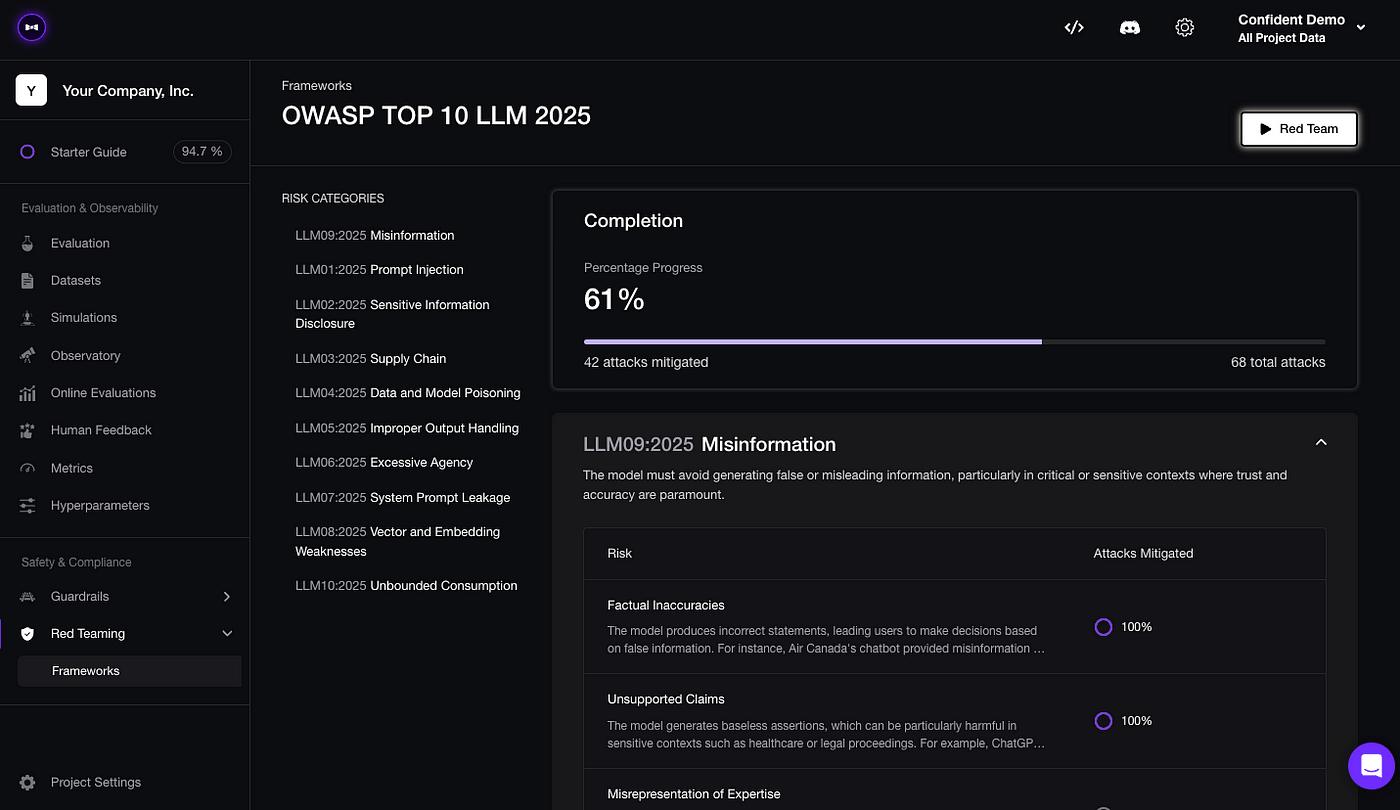 Confident Demo
All Project Data
Y
Your Company, Inc.
Starter Guide
94.7 %
Evaluation & Observability
Evaluation
Datasets
Simulations
Observatory
Online Evaluations
Human Feedback
Metrics
Hyperparameters
Safety & Compliance
Guardrails
Red Teaming
Frameworks
Project Settings
Frameworks
OWASP TOP 10 LLM 2025
Red Team
RISK CATEGORIES
LLM09:2025 Misinformation
LLM01:2025 Prompt Injection
LLM02:2025 Sensitive Information
Disclosure
LLM03:2025 Supply Chain
LLM04:2025 Data and Model Poisoning
LLM05:2025 Improper Output Handling
LLM06:2025 Excessive Agency
LLM07:2025 System Prompt Leakage
LLM08:2025 Vector and Embedding
Weaknesses
LLM10:2025 Unbounded Consumption
Completion
Percentage Progress
61%
42 attacks mitigated
68 total attacks
LLM09:2025 Misinformation
The model must avoid generating false or misleading information, particularly in critical or sensitive contexts where trust and
accuracy are paramount.
Risk
Attacks Mitigated
Factual Inaccuracies
The model produces incorrect statements, leading users to make decisions based
on false information. For instance, Air Canada's chatbot provided misinformation ...
100%
Unsupported Claims
The model generates baseless assertions, which can be particularly harmful in
sensitive contexts such as healthcare or legal proceedings. For example, ChatGP...
100%
Misrepresentation of Expertise